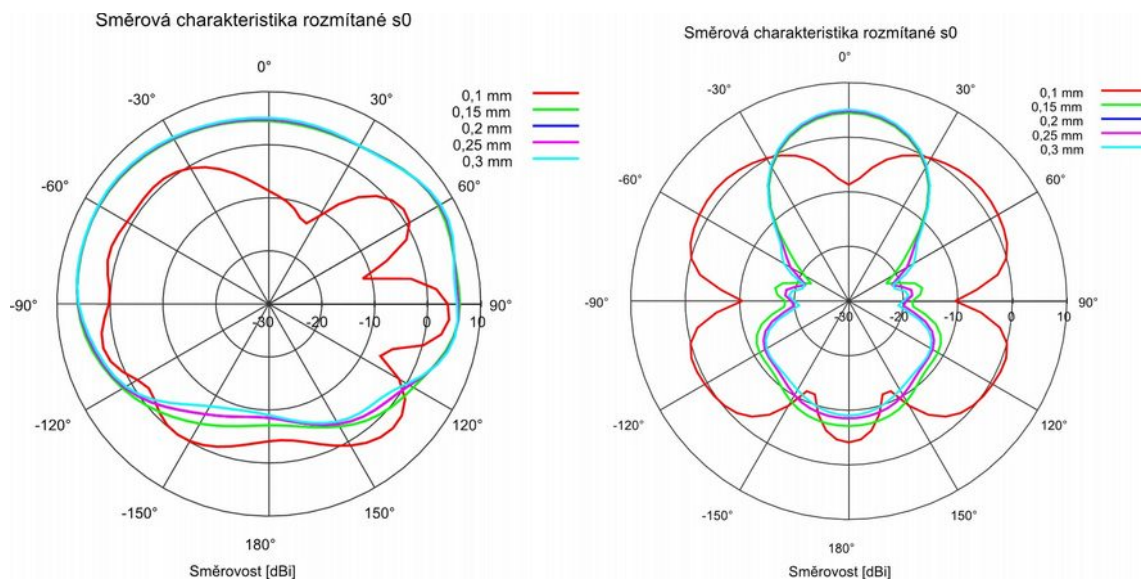 Směrová charakteristika rozmítané s0
0°
-30°
30°
-60°
60°
-90°
90°
-120°
120°
-150°
150°
180°
-30
-20
-10
0
10
0,1 mm
0,15 mm
0,2 mm
0,25 mm
0,3 mm
Směrovost [dBi]
Směrová charakteristika rozmítané s0
0°
-30°
30°
-60°
60°
-90°
90°
-120°
120°
-150°
150°
180°
-30
-20
-10
0
10
0,1 mm
0,15 mm
0,2 mm
0,25 mm
0,3 mm
Směrovost [dBi]